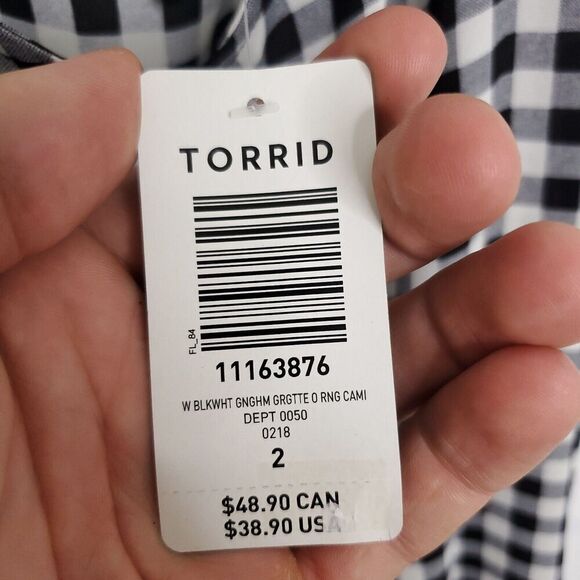 TORRID
FL_84
11163876
W BLKWHT GNGHM GRGTTE O RNG CAMI
DEPT 0050
0218
2
$48.90 CAN
$38.90 USA